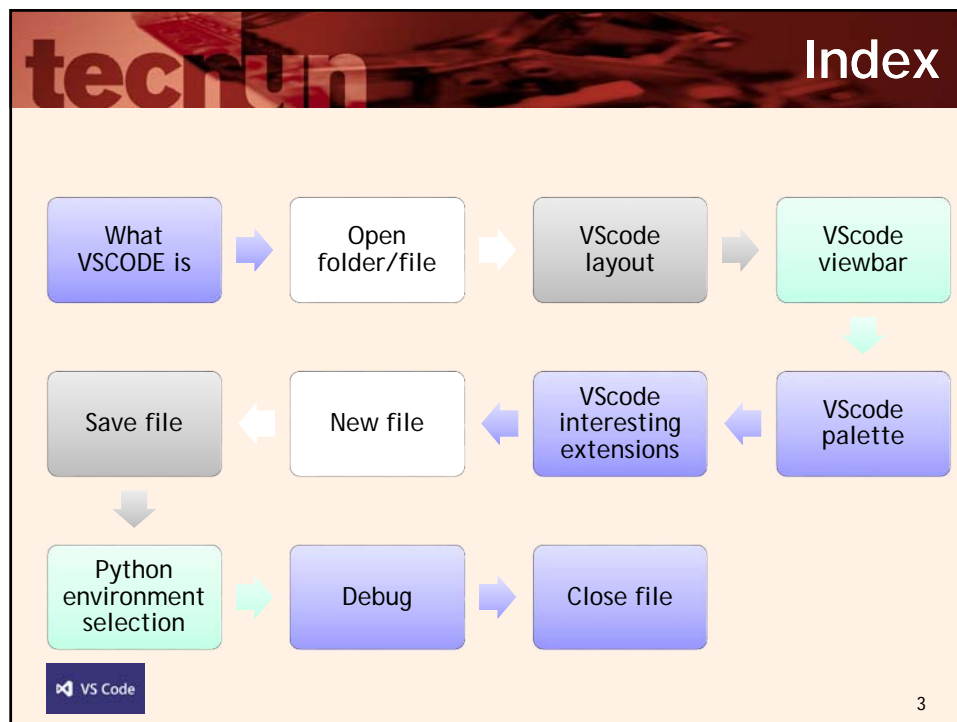 tecnun
Index
What
VSCODE is
Open
folder/file
VScode
layout
VScode
viewbar
VScode
palette
VScode
interesting
extensions
New file
Save file
Python
environment
selection
Debug
Close file
VS Code
3